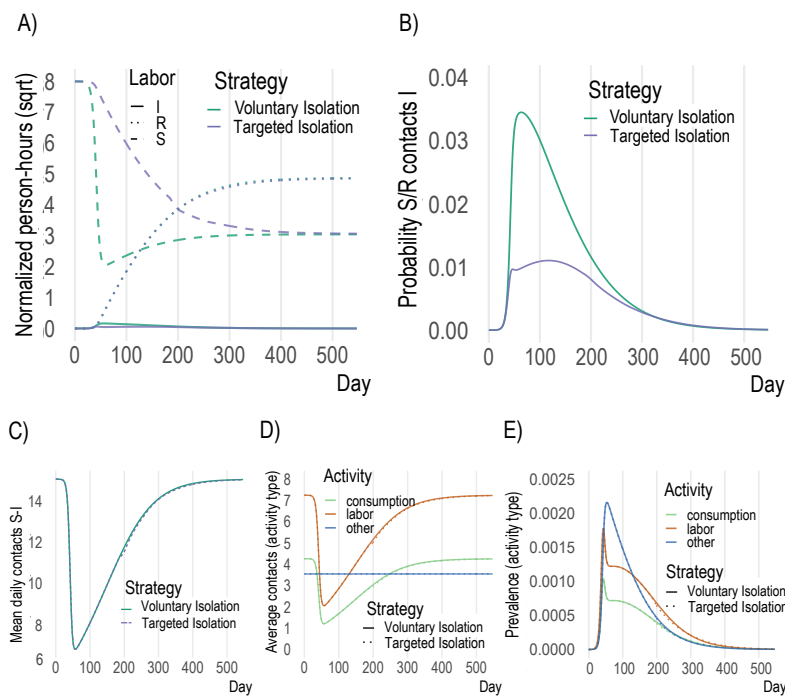 A)
Normalized person-hours (sqrt)
8
7
6
5
4
3
2
.1
.0
0 100 200 300 400 500
Day
Labor
I
R
S
Strategy
Voluntary Isolation
Targeted Isolation
B)
Probability S/R contacts I
0.04
0.03
0.02
0.01
0.00
0 100 200 300 400 500
Day
Strategy
Voluntary Isolation
Targeted Isolation
C)
Mean daily contacts S-I
14
12
10
8
6
0 100 200 300 400 500
Day
Strategy
Voluntary Isolation
Targeted Isolation
D)
Average contacts (activity type)
8
7
6
5
4
3
2
1
0
0 100 200 300 400 500
Day
Activity
consumption
labor
other
Strategy
Voluntary Isolation
Targeted Isolation
E)
Prevalence (activity type)
0.0025
0.0020
0.0015
0.0010
0.0005
0.0000
0 100 200 300 400 500
Day
Activity
consumption
labor
other
Strategy
Voluntary Isolation
Targeted Isolation